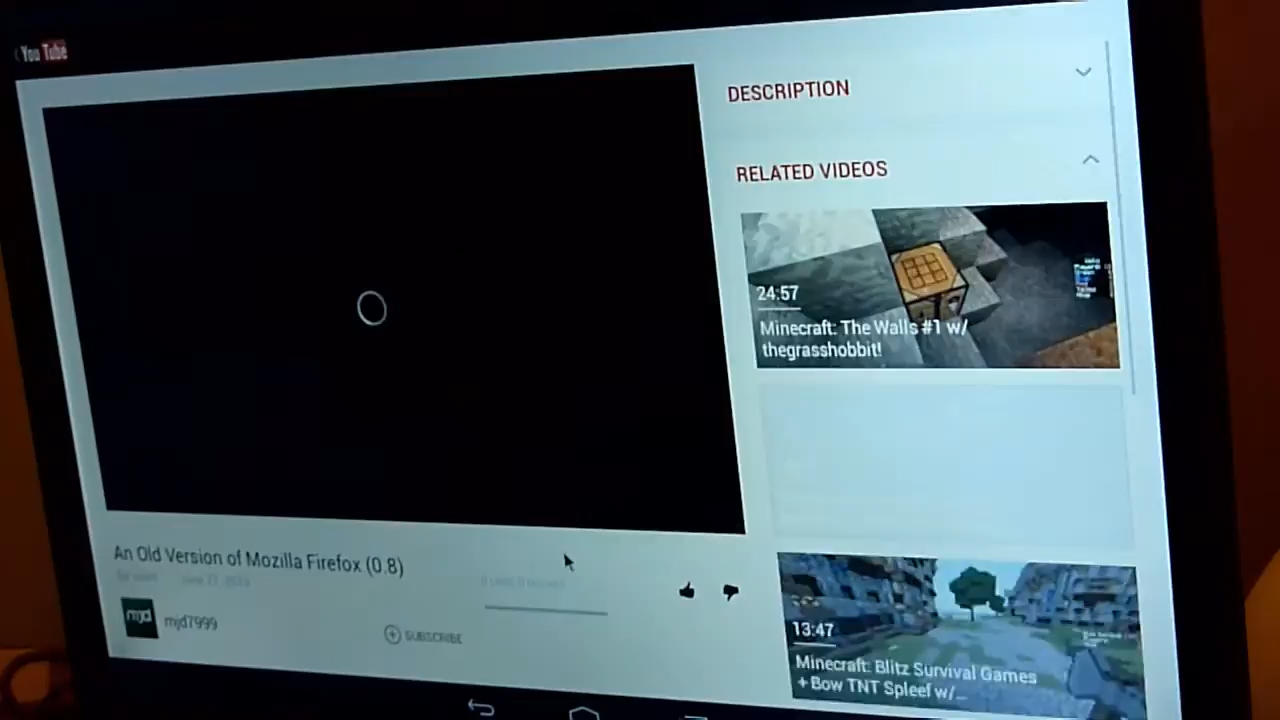 YouTube
DESCRIPTION
RELATED VIDEOS
24:57
Minecraft: The Walls #1 w/
thegrasshobbit!
An Old Version of Mozilla Firefox (0.8)
mjd
mjd7999
SUBSCRIBE
13:47
Minecraft: Blitz Survival Games
+ Bow TNT Spleef w/...